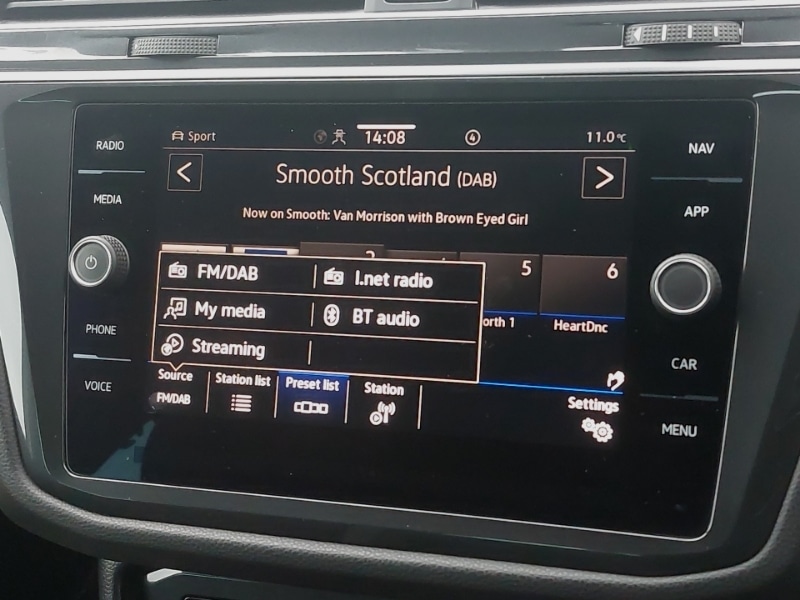 RADIO
MEDIA
PHONE
VOICE
Sport
14:08
4
11.0°C
Smooth Scotland (DAB)
Now on Smooth: Van Morrison with Brown Eyed Girl
5
6
orth 1
HeartDnc
FM/DAB
I.net radio
My media
BT audio
Streaming
Source
FM/DAB
Station list
Preset list
Station
Settings
NAV
APP
CAR
MENU